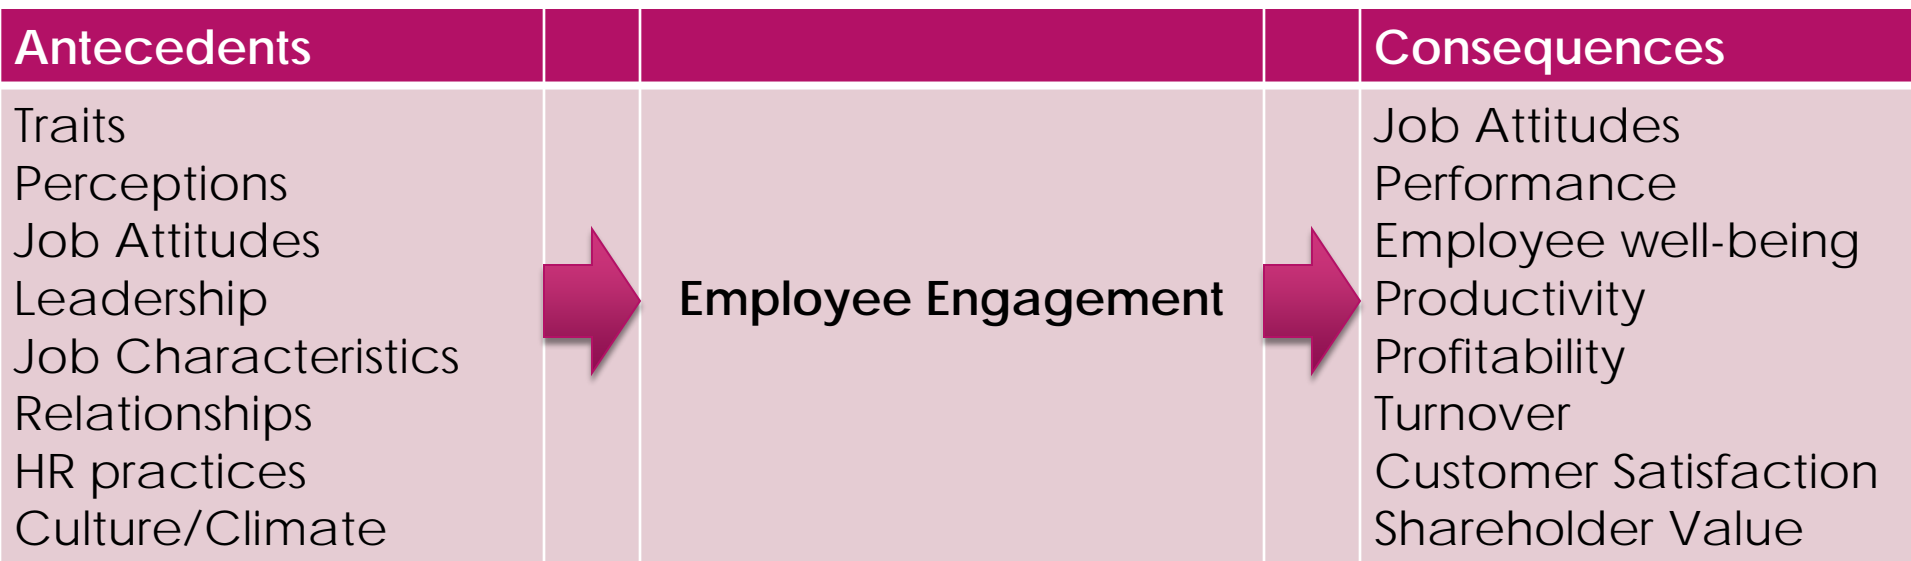 Antecedents
Consequences
Traits
Perceptions
Job Attitudes
Leadership
Job Characteristics
Relationships
HR practices
Culture/Climate
Employee Engagement
Job Attitudes
Performance
Employee well-being
Productivity
Profitability
Turnover
Customer Satisfaction
Shareholder Value